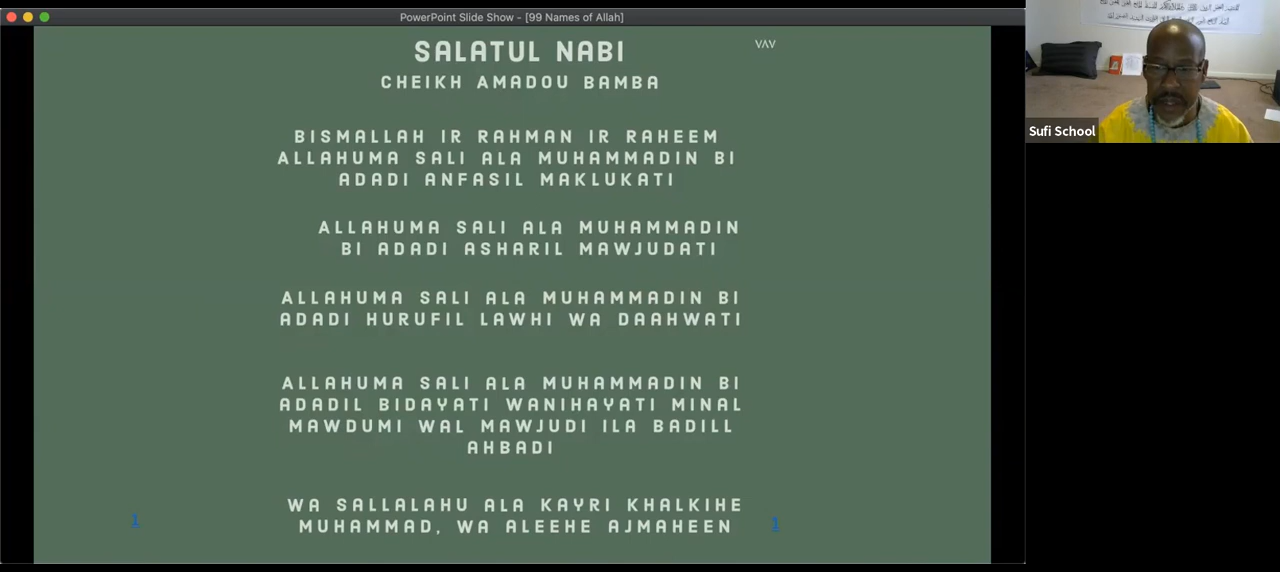 PowerPoint Slide Show - [99 Names of Allah]
SALATUL NABI
VAV
CHEIKH AMADOU BAMBA
BISMALLAH IR RAHMAN IR RAHEEM
ALLAHUMA SALI ALA MUHAMMADIN BI
ADADI ANFASIL MAKLUKATI
ALLAHUMA SALI ALA MUHAMMADIN
BI ADADI ASHARIL MAWJUDATI
ALLAHUMA SALI ALA MUHAMMADIN BI
ADADI HURUFIL LAWHI WA DAAHWATI
ALLAHUMA SALI ALA MUHAMMADIN BI
ADADIL BIDAYATI WANIHAYATI MINAL
MAWDUMI WAL MAWJUDI ILA BADILL
AHBADI
WA SALLALAHU ALA KAYRI KHALKIHE
MUHAMMAD, WA ALEEHE AJMAHEEN
1
1
Sufi School